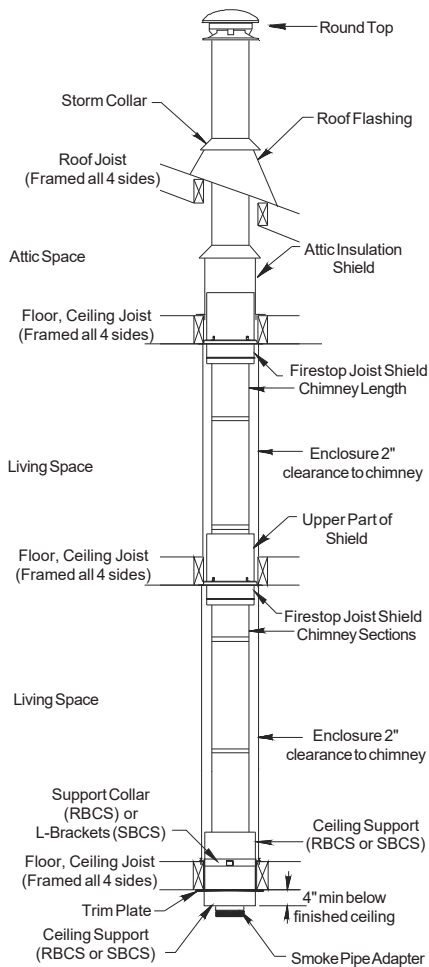 Round Top
Storm Collar
Roof Flashing
Roof Joist
(Framed all 4 sides)
Attic Space
Attic Insulation
Shield
Floor, Ceiling Joist
(Framed all 4 sides)
Firestop Joist Shield
Chimney Length
Living Space
Enclosure 2"
clearance to chimney
Upper Part of
Shield
Floor, Ceiling Joist
(Framed all 4 sides)
Firestop Joist Shield
Chimney Sections
Living Space
Enclosure 2"
clearance to chimney
Support Collar
(RBCS) or
L-Brackets (SBCS)
Ceiling Support
(RBCS or SBCS)
Floor, Ceiling Joist
(Framed all 4 sides)
4" min below
finished ceiling
Trim Plate
Ceiling Support
(RBCS or SBCS)
Smoke Pipe Adapter